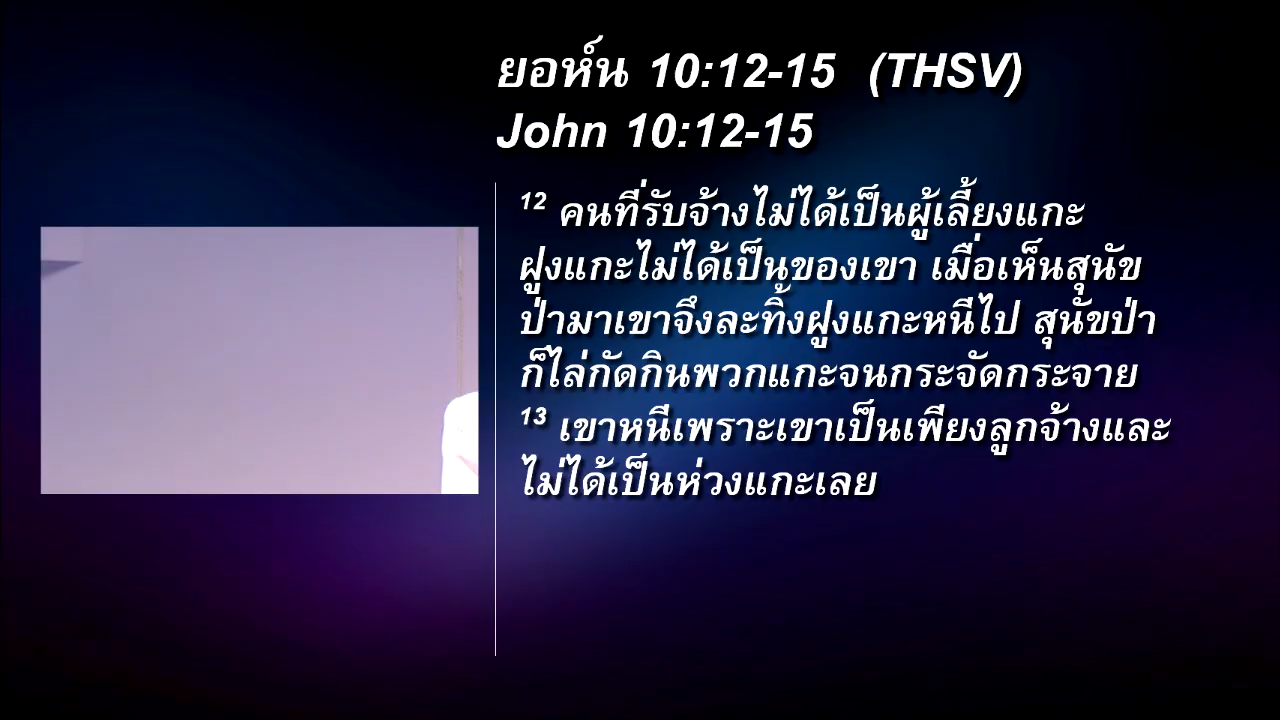 ยอห์น 10:12-15 (THSV)
John 10:12-15
12 คนที่รับจ้างไม่ได้เป็นผู้เลี้ยงแกะ
ฝูงแกะไม่ได้เป็นของเขา เมื่อเห็นสุนัข
ป่ามาเขาจึงละทิ้งฝูงแกะหนีไป สุนัขป่า
ก็ไล่กัดกินพวกแกะจนกระจัดกระจาย
13 เขาหนีเพราะเขาเป็นเพียงลูกจ้างและ
ไม่ได้เป็นห่วงแกะเลย